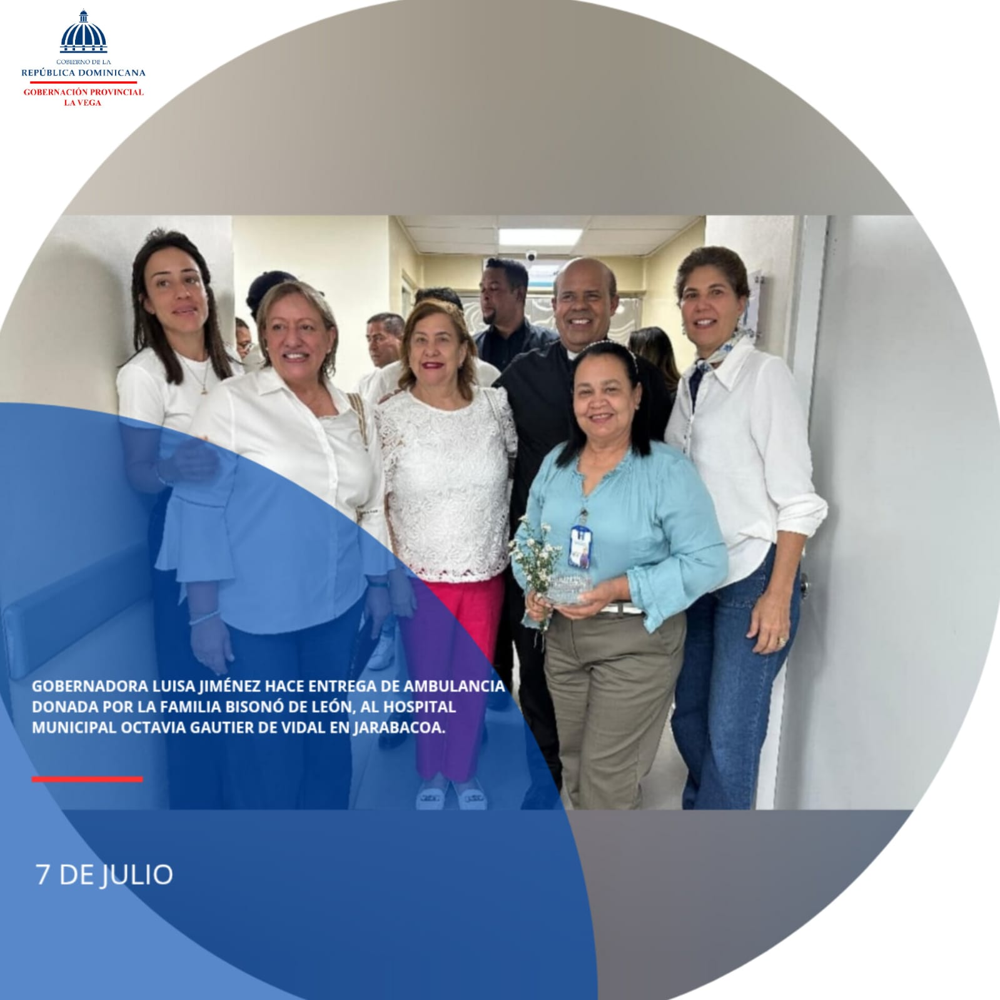 GOBIERNO DE LA
REPÚBLICA DOMINICANA
GOBERNACIÓN PROVINCIAL
LA VEGA
GOBERNADORA LUISA JIMÉNEZ HACE ENTREGA DE AMBULANCIA
DONADA POR LA FAMILIA BISONÓ DE LEÓN, AL HOSPITAL
MUNICIPAL OCTAVIA GAUTIER DE VIDAL EN JARABACOA.
7 DE JULIO